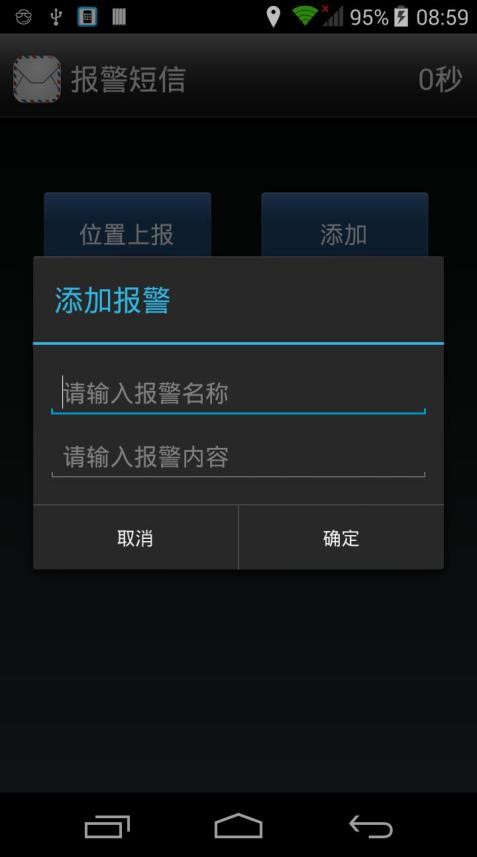 95% 08:59
报警短信 0秒
位置上报 添加
添加报警
请输入报警名称
请输入报警内容
取消 确定